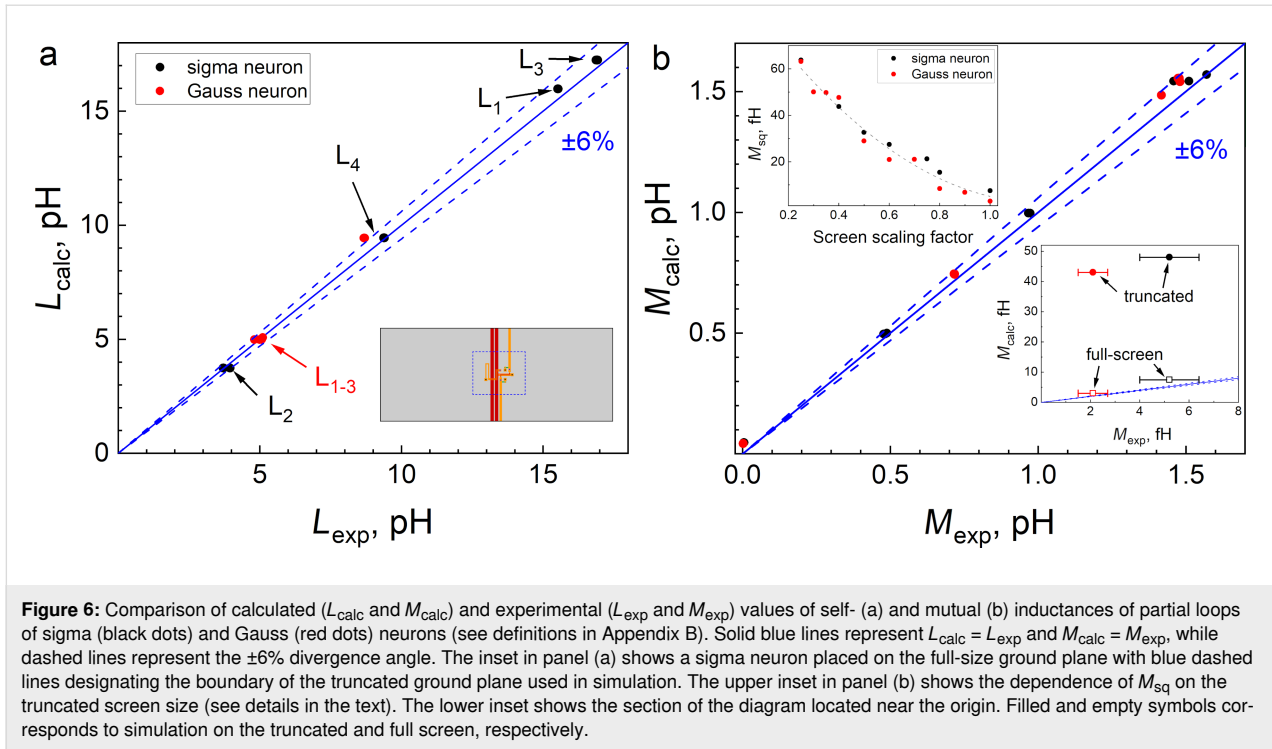 a
sigma neuron
Gauss neuron
L3
L1
L4
±6%
L1-3
L2
15
10
5
0
5
10
15
Lcalc, pH
Lexp, pH
b
sigma neuron
Gauss neuron
60
40
20
Msq, fH
0.2
0.4
0.6
0.8
1.0
Screen scaling factor
±6%
50
40
30
20
10
0
Mcalc, fH
truncated
full-screen
2
4
6
8
Mexp, fH
1.5
1.0
0.5
0.0
0.0
0.5
1.0
1.5
Mcalc, pH
Mexp, pH
Figure 6: Comparison of calculated (Lcalc and Mcalc) and experimental (Lexp and Mexp) values of self- (a) and mutual (b) inductances of partial loops
of sigma (black dots) and Gauss (red dots) neurons (see definitions in Appendix B). Solid blue lines represent Lcalc = Lexp and Mcalc = Mexp, while
dashed lines represent the ±6% divergence angle. The inset in panel (a) shows a sigma neuron placed on the full-size ground plane with blue dashed
lines designating the boundary of the truncated ground plane used in simulation. The upper inset in panel (b) shows the dependence of Msq on the
truncated screen size (see details in the text). The lower inset shows the section of the diagram located near the origin. Filled and empty symbols cor-
responds to simulation on the truncated and full screen, respectively.